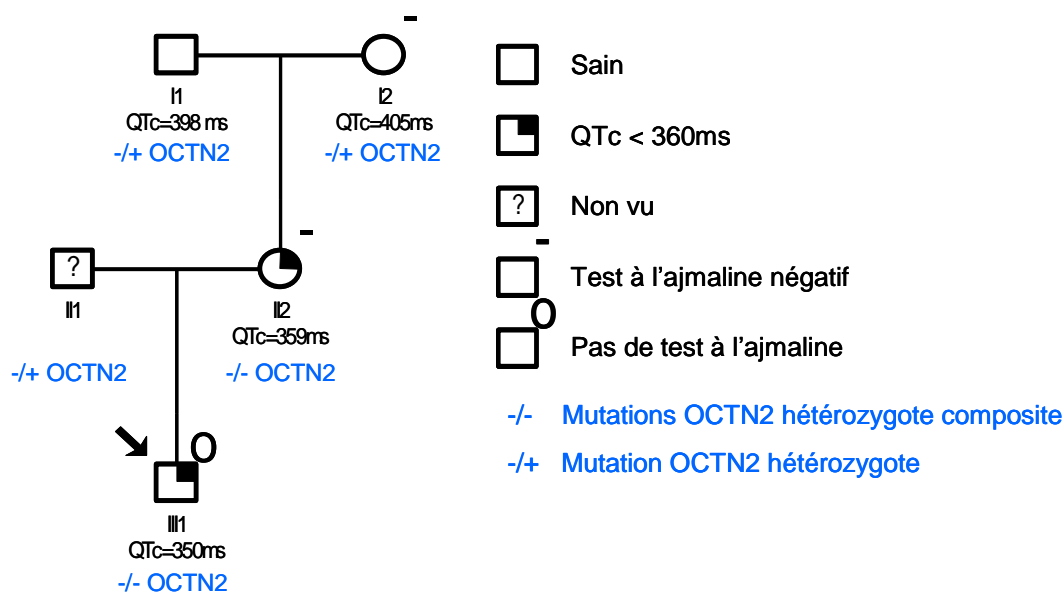 I1
QTc=398 ms
-/+ OCTN2
I2
QTc=405ms
-/+ OCTN2
?
II1
-/+ OCTN2
II2
QTc=359ms
-/- OCTN2
O
III1
QTc=350ms
-/- OCTN2
Sain
QTc < 360ms
? Non vu
- Test à l'ajmaline négatif
O Pas de test à l'ajmaline
-/- Mutations OCTN2 hétérozygote composite
-/+ Mutation OCTN2 hétérozygote